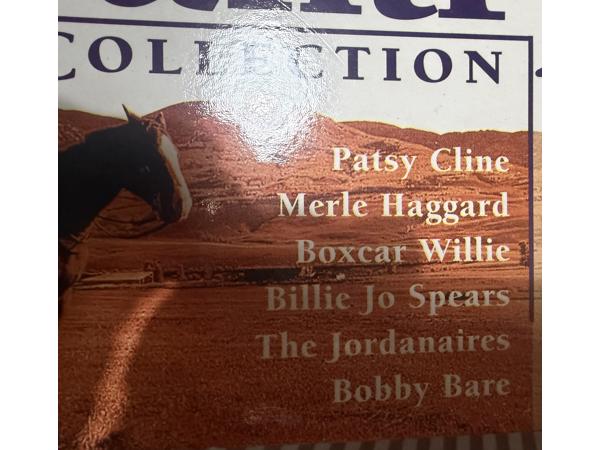 COLLECTION
Patsy Cline
Merle Haggard
Boxcar Willie
Billie Jo Spears
The Jordanaires
Bobby Bare